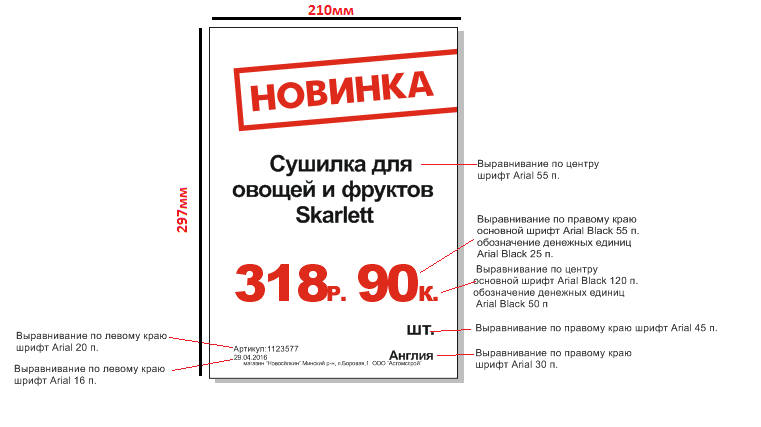 210мм
НОВИНКА
Сушилка для
овощей и фруктов
Skarlett
Выравнивание по центру
шрифт Arial 55 п.
297мм
Выравнивание по правому краю
основной шрифт Arial Black 55 п.
обозначение денежных единиц
Arial Black 25 п.
318Р. 90К.
Выравнивание по центру
основной шрифт Arial Black 120 п.
обозначение денежных единиц
Arial Black 50 п
шт.
Выравнивание по правому краю шрифт Arial 45 п.
Выравнивание по левому краю
шрифт Arial 20 п.
Артикул:1123577
29.04.2016
Англия
Выравнивание по правому краю
шрифт Arial 30 п.
магазин "Новосёлкин" Минский р-н, п.Боровая,1 ООО "Астомстрой"
Выравнивание по левому краю
шрифт Arial 16 п.